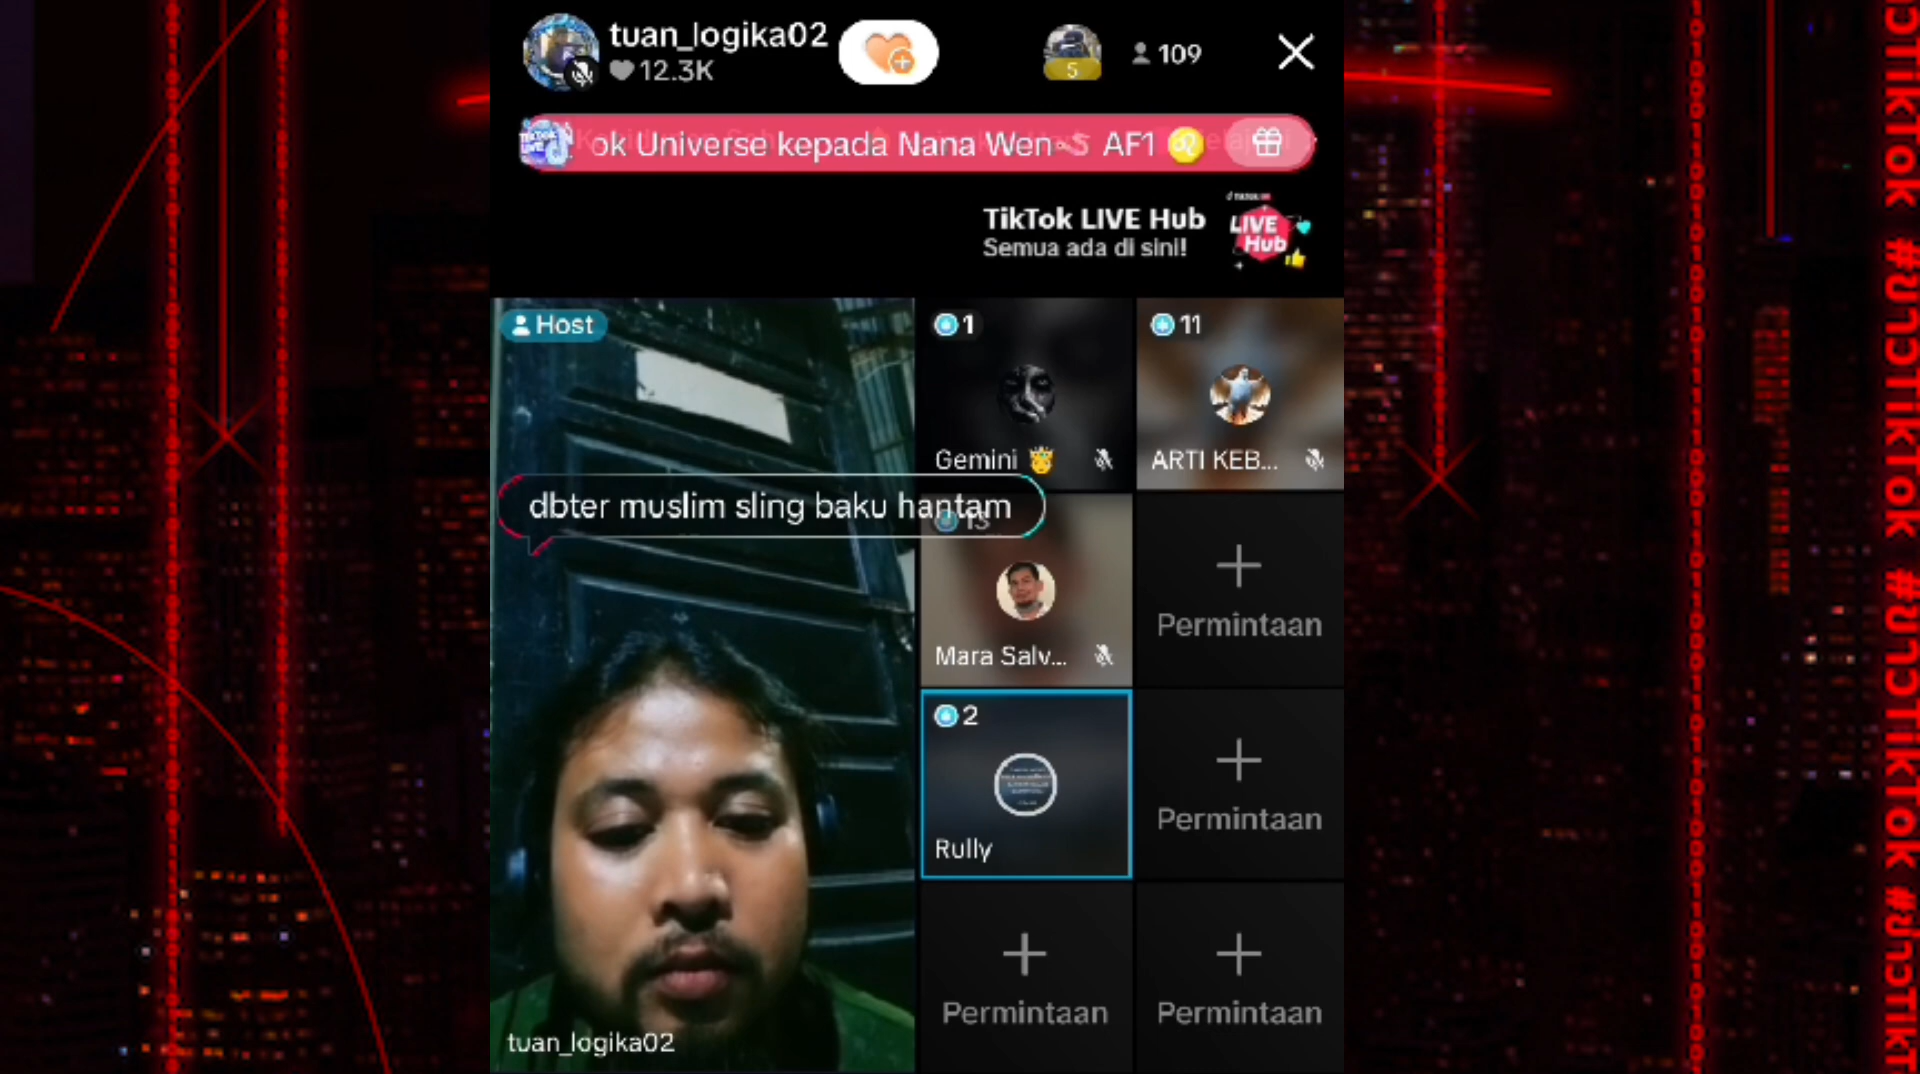 tuan_logika02
12.3K
5
109
ok Universe kepada Nana Wen AF1
TikTok LIVE Hub
Semua ada di sini!
LIVE
Hub
Host
1
11
Gemini
ARTI KEB...
dbter muslim sling baku hantam
13
Permintaan
Mara Salv...
2
Permintaan
Rully
Permintaan
Permintaan
tuan_logika02